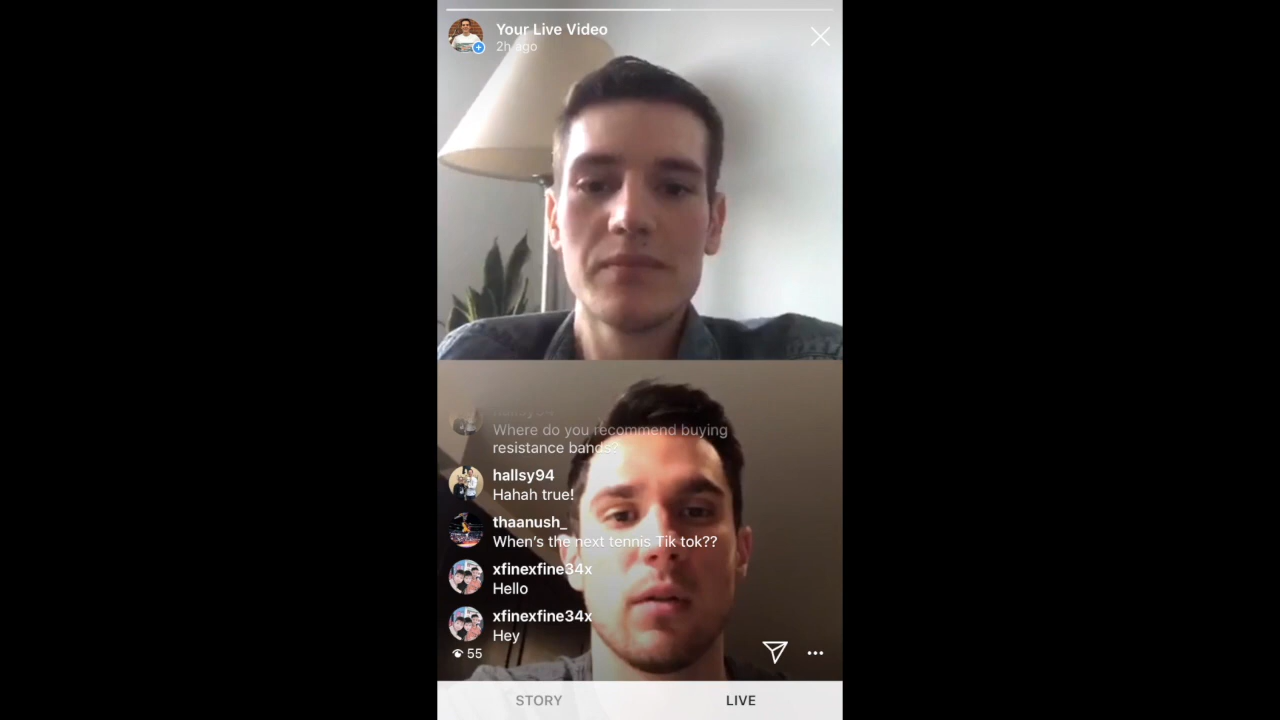 Your Live Video
2h ago
Where do you recommend buying
resistance bands?
hallsy94
Hahah true!
thaanush_
When's the next tennis Tik tok??
xfinexfine34x
Hello
xfinexfine34x
Hey
55
STORY
LIVE